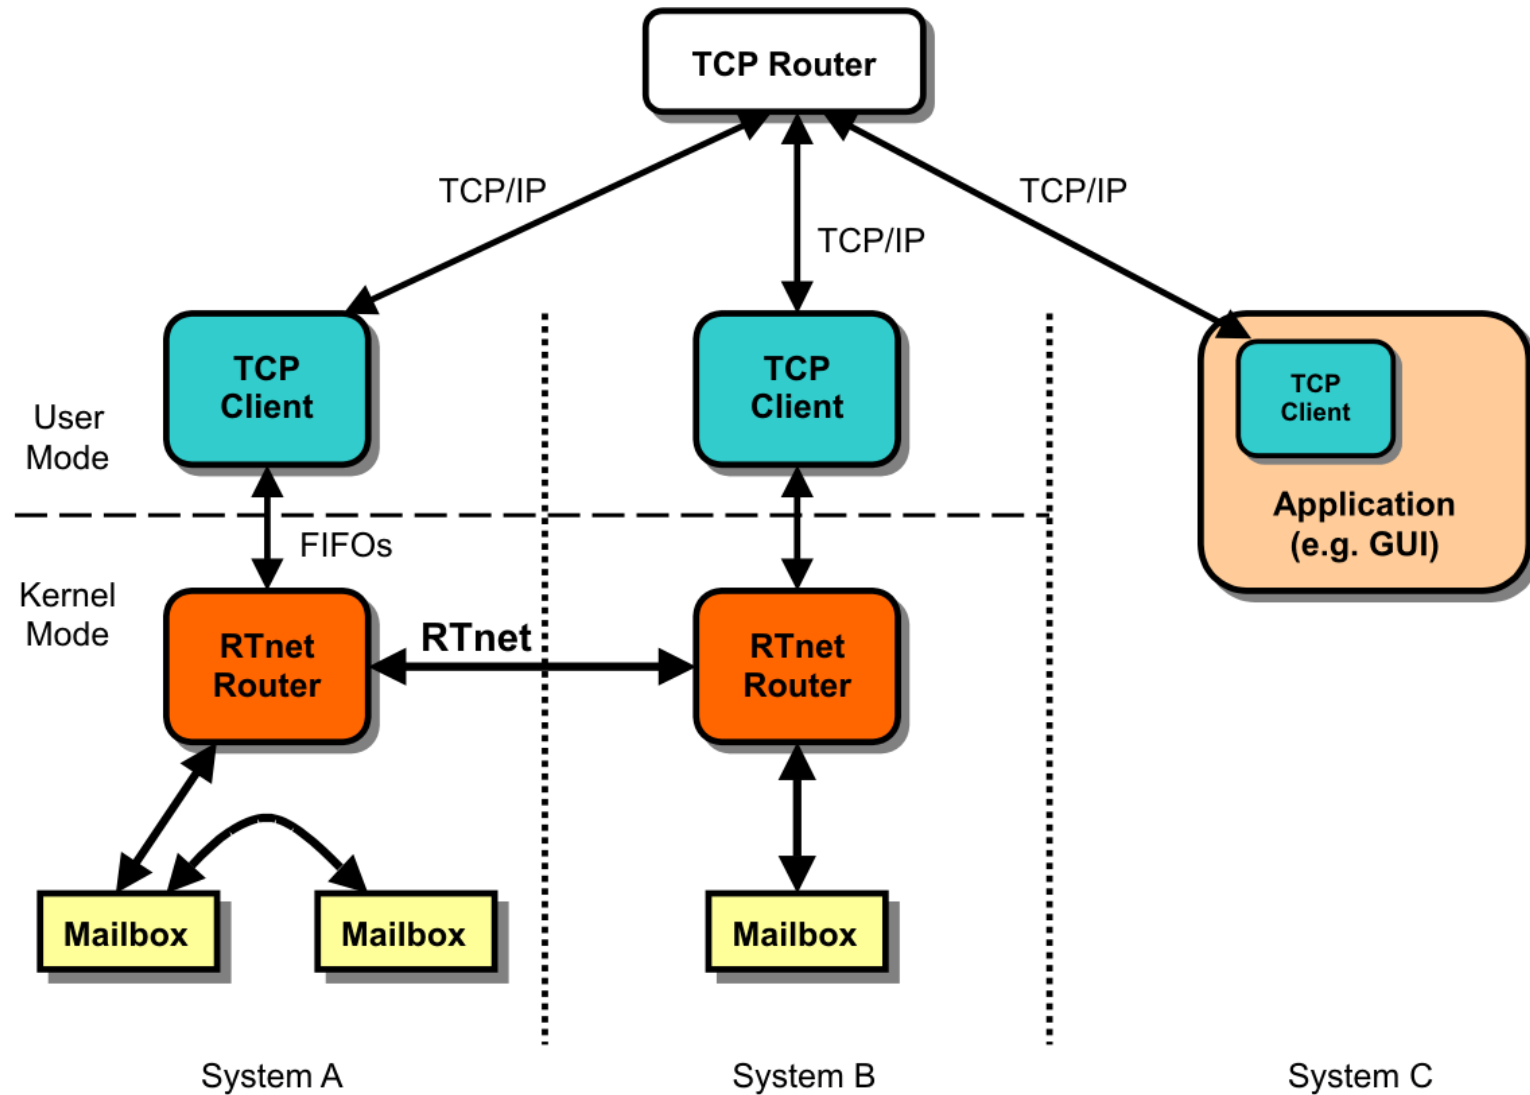 TCP Router
TCP/IP
TCP/IP
TCP/IP
TCP
Client
TCP
Client
TCP
Client
User
Mode
Application
(e.g. GUI)
FIFOs
Kernel
Mode
RTnet
Router
RTnet
RTnet
Router
Mailbox
Mailbox
Mailbox
System A
System B
System C